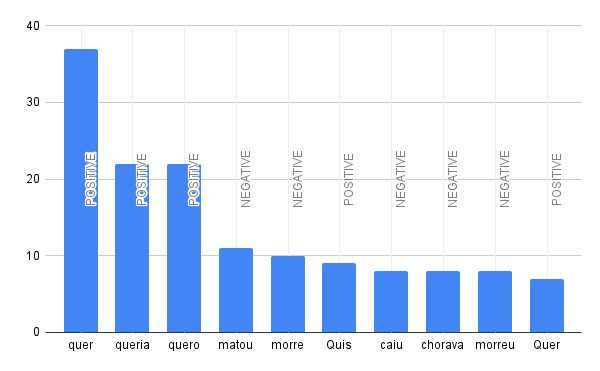 40
30
20
10
0
POSITIVE
POSITIVE
POSITIVE
NEGATIVE
NEGATIVE
POSITIVE
NEGATIVE
NEGATIVE
NEGATIVE
POSITIVE
quer queria quero matou morre Quis caiu chorava morreu Quer